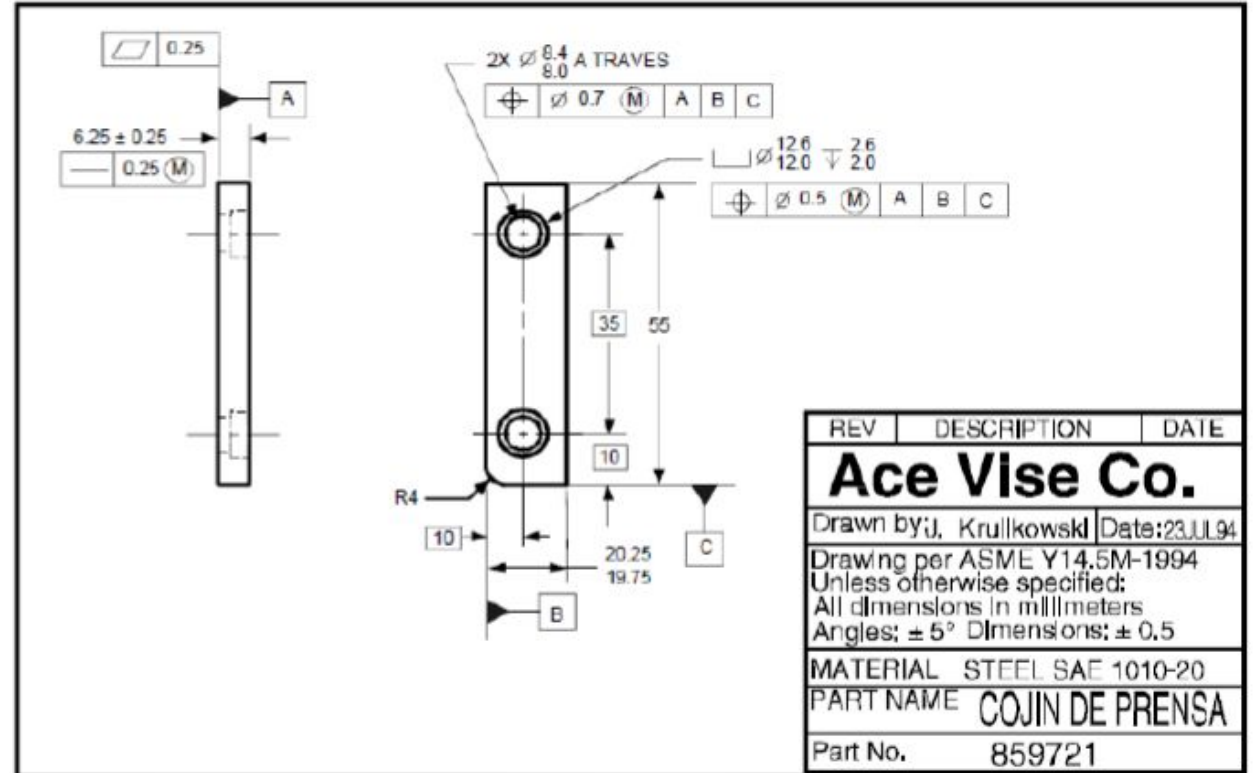 0.25
A
6.25 ± 0.25
0.25 Ⓜ
2X ⌀ 8.4 A TRAVES
8.0
⌖ ⌀ 0.7 Ⓜ A B C
⌴ ⌀ 12.6 ↧ 2.6
12.0 2.0
⌖ ⌀ 0.5 Ⓜ A B C
35
55
10
R4
10
20.25
19.75
C
B
REV DESCRIPTION DATE
Ace Vise Co.
Drawn by: J. Krulikowski Date:23JUL94
Drawing per ASME Y14.5M-1994
Unless otherwise specified:
All dimensions in millimeters
Angles: ± 5° Dimensions: ± 0.5
MATERIAL STEEL SAE 1010-20
PART NAME COJIN DE PRENSA
Part No. 859721